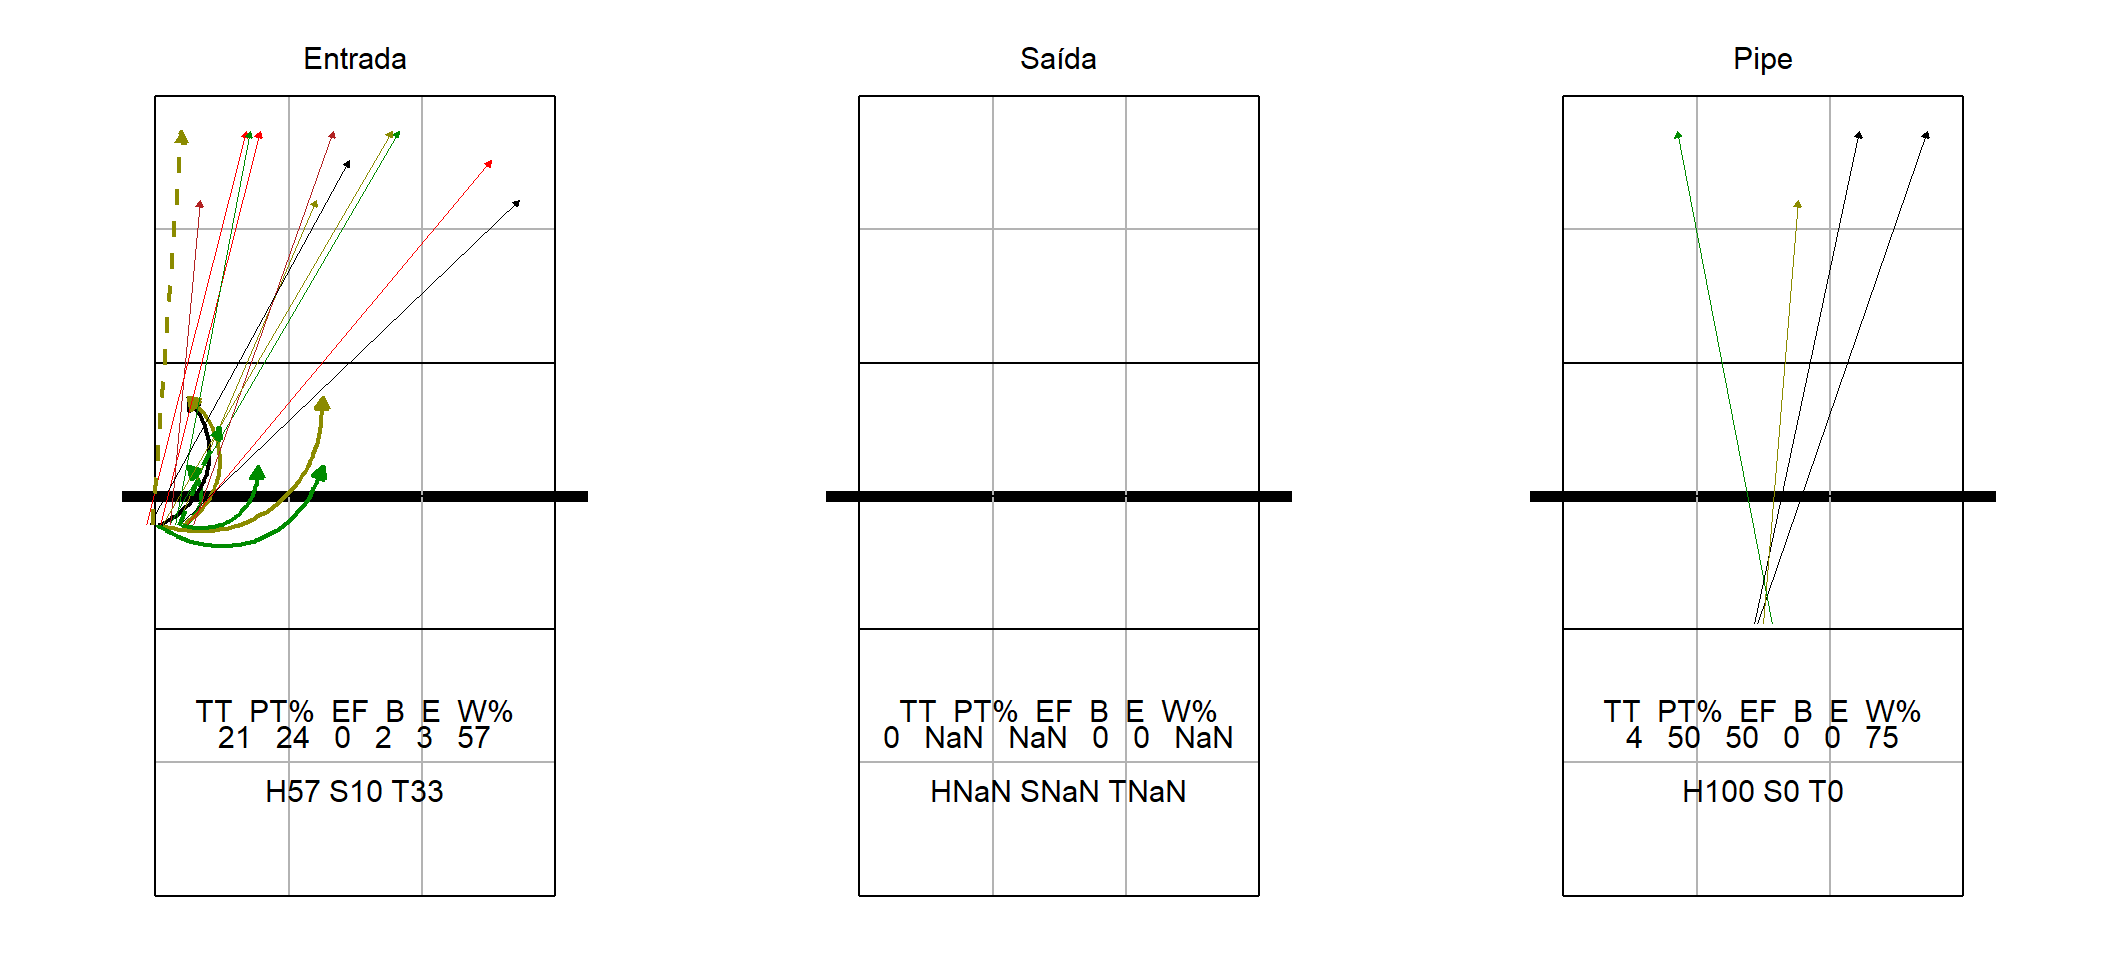 Entrada
TT PT% EF B E W%
21 24 0 2 3 57
H57 S10 T33
Saída
TT PT% EF B E W%
0 NaN NaN 0 0 NaN
HNaN SNaN TNaN
Pipe
TT PT% EF B E W%
4 50 50 0 0 75
H100 S0 T0